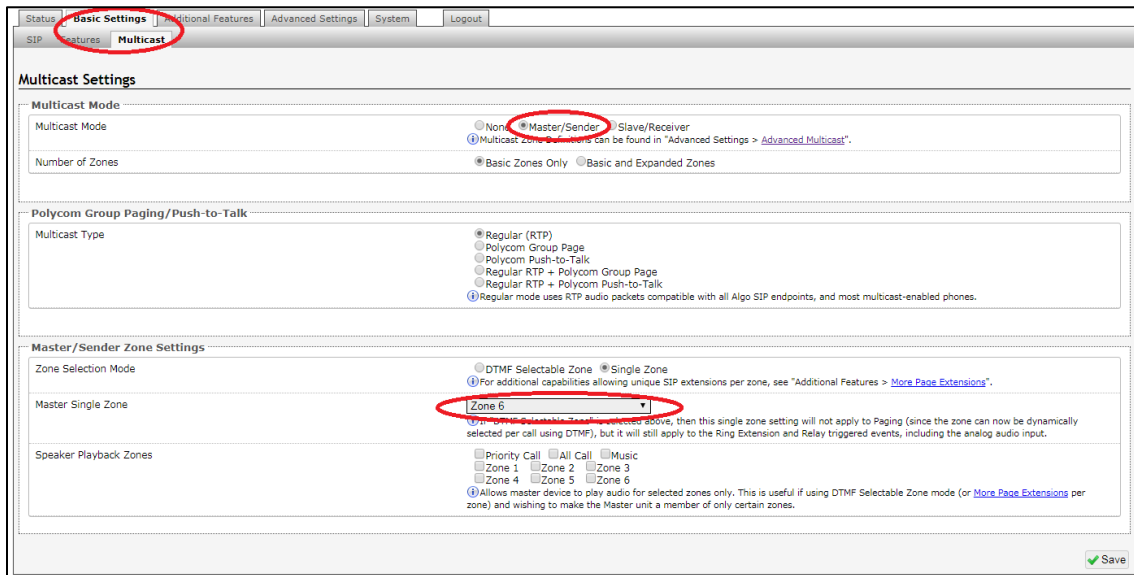 Status Basic Settings Additional Features Advanced Settings System Logout
SIP Features Multicast
Multicast Settings
Multicast Mode
Multicast Mode None Master/Sender Slave/Receiver
Multicast Zone Definitions can be found in "Advanced Settings > Advanced Multicast".
Number of Zones Basic Zones Only Basic and Expanded Zones
Polycom Group Paging/Push-to-Talk
Multicast Type Regular (RTP)
Polycom Group Page
Polycom Push-to-Talk
Regular RTP + Polycom Group Page
Regular RTP + Polycom Push-to-Talk
Regular mode uses RTP audio packets compatible with all Algo SIP endpoints, and most multicast-enabled phones.
Master/Sender Zone Settings
Zone Selection Mode DTMF Selectable Zone Single Zone
For additional capabilities allowing unique SIP extensions per zone, see "Additional Features > More Page Extensions".
Master Single Zone Zone 6
If "DTMF Selectable Zone" is selected above, then this single zone setting will not apply to Paging (since the zone can now be dynamically
selected per call using DTMF), but it will still apply to the Ring Extension and Relay triggered events, including the analog audio input.
Speaker Playback Zones Priority Call All Call Music
Zone 1 Zone 2 Zone 3
Zone 4 Zone 5 Zone 6
Allows master device to play audio for selected zones only. This is useful if using DTMF Selectable Zone mode (or More Page Extensions per
zone) and wishing to make the Master unit a member of only certain zones.
Save